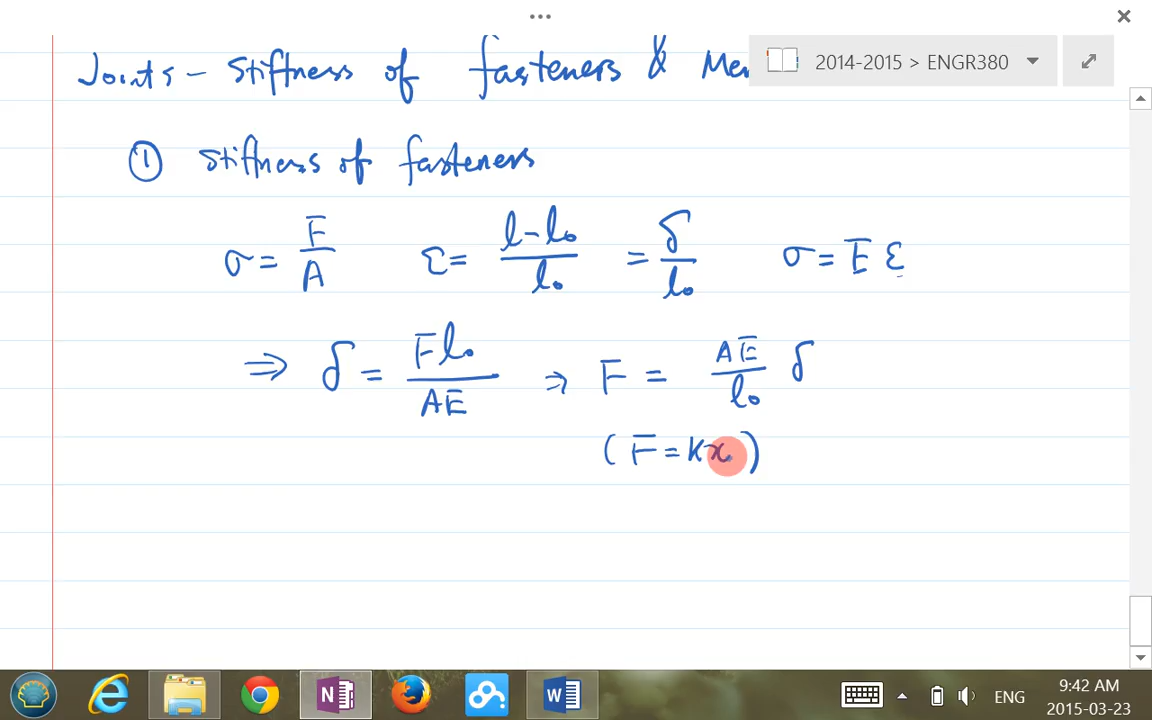 Joints - Stiffness of fasteners & Mem
2014-2015 > ENGR380
① Stiffness of fasteners
σ = F/A ε = (l - l₀)/l₀ = δ/l₀ σ = E ε
⇒ δ = Fl₀/AE ⇒ F = AE/l₀ δ
(F = kx)
ENG
9:42 AM
2015-03-23